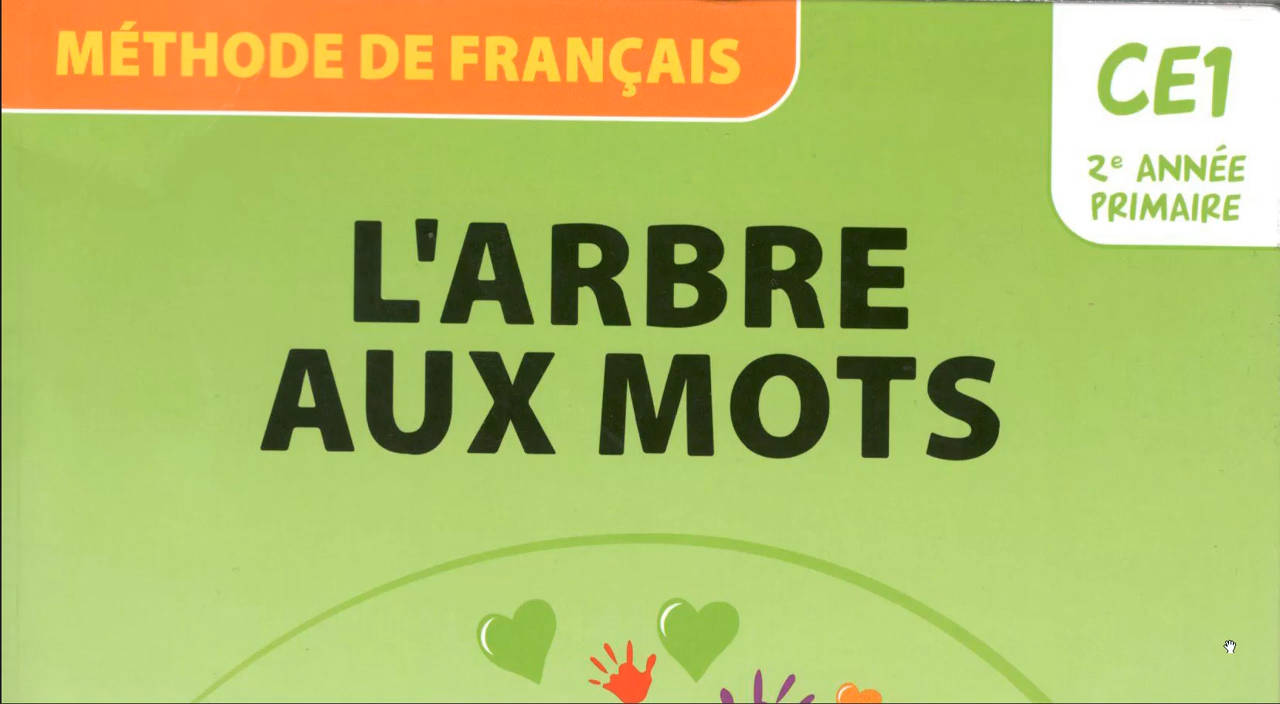 MÉTHODE DE FRANÇAIS
CE1
2e ANNÉE
PRIMAIRE
L'ARBRE
AUX MOTS